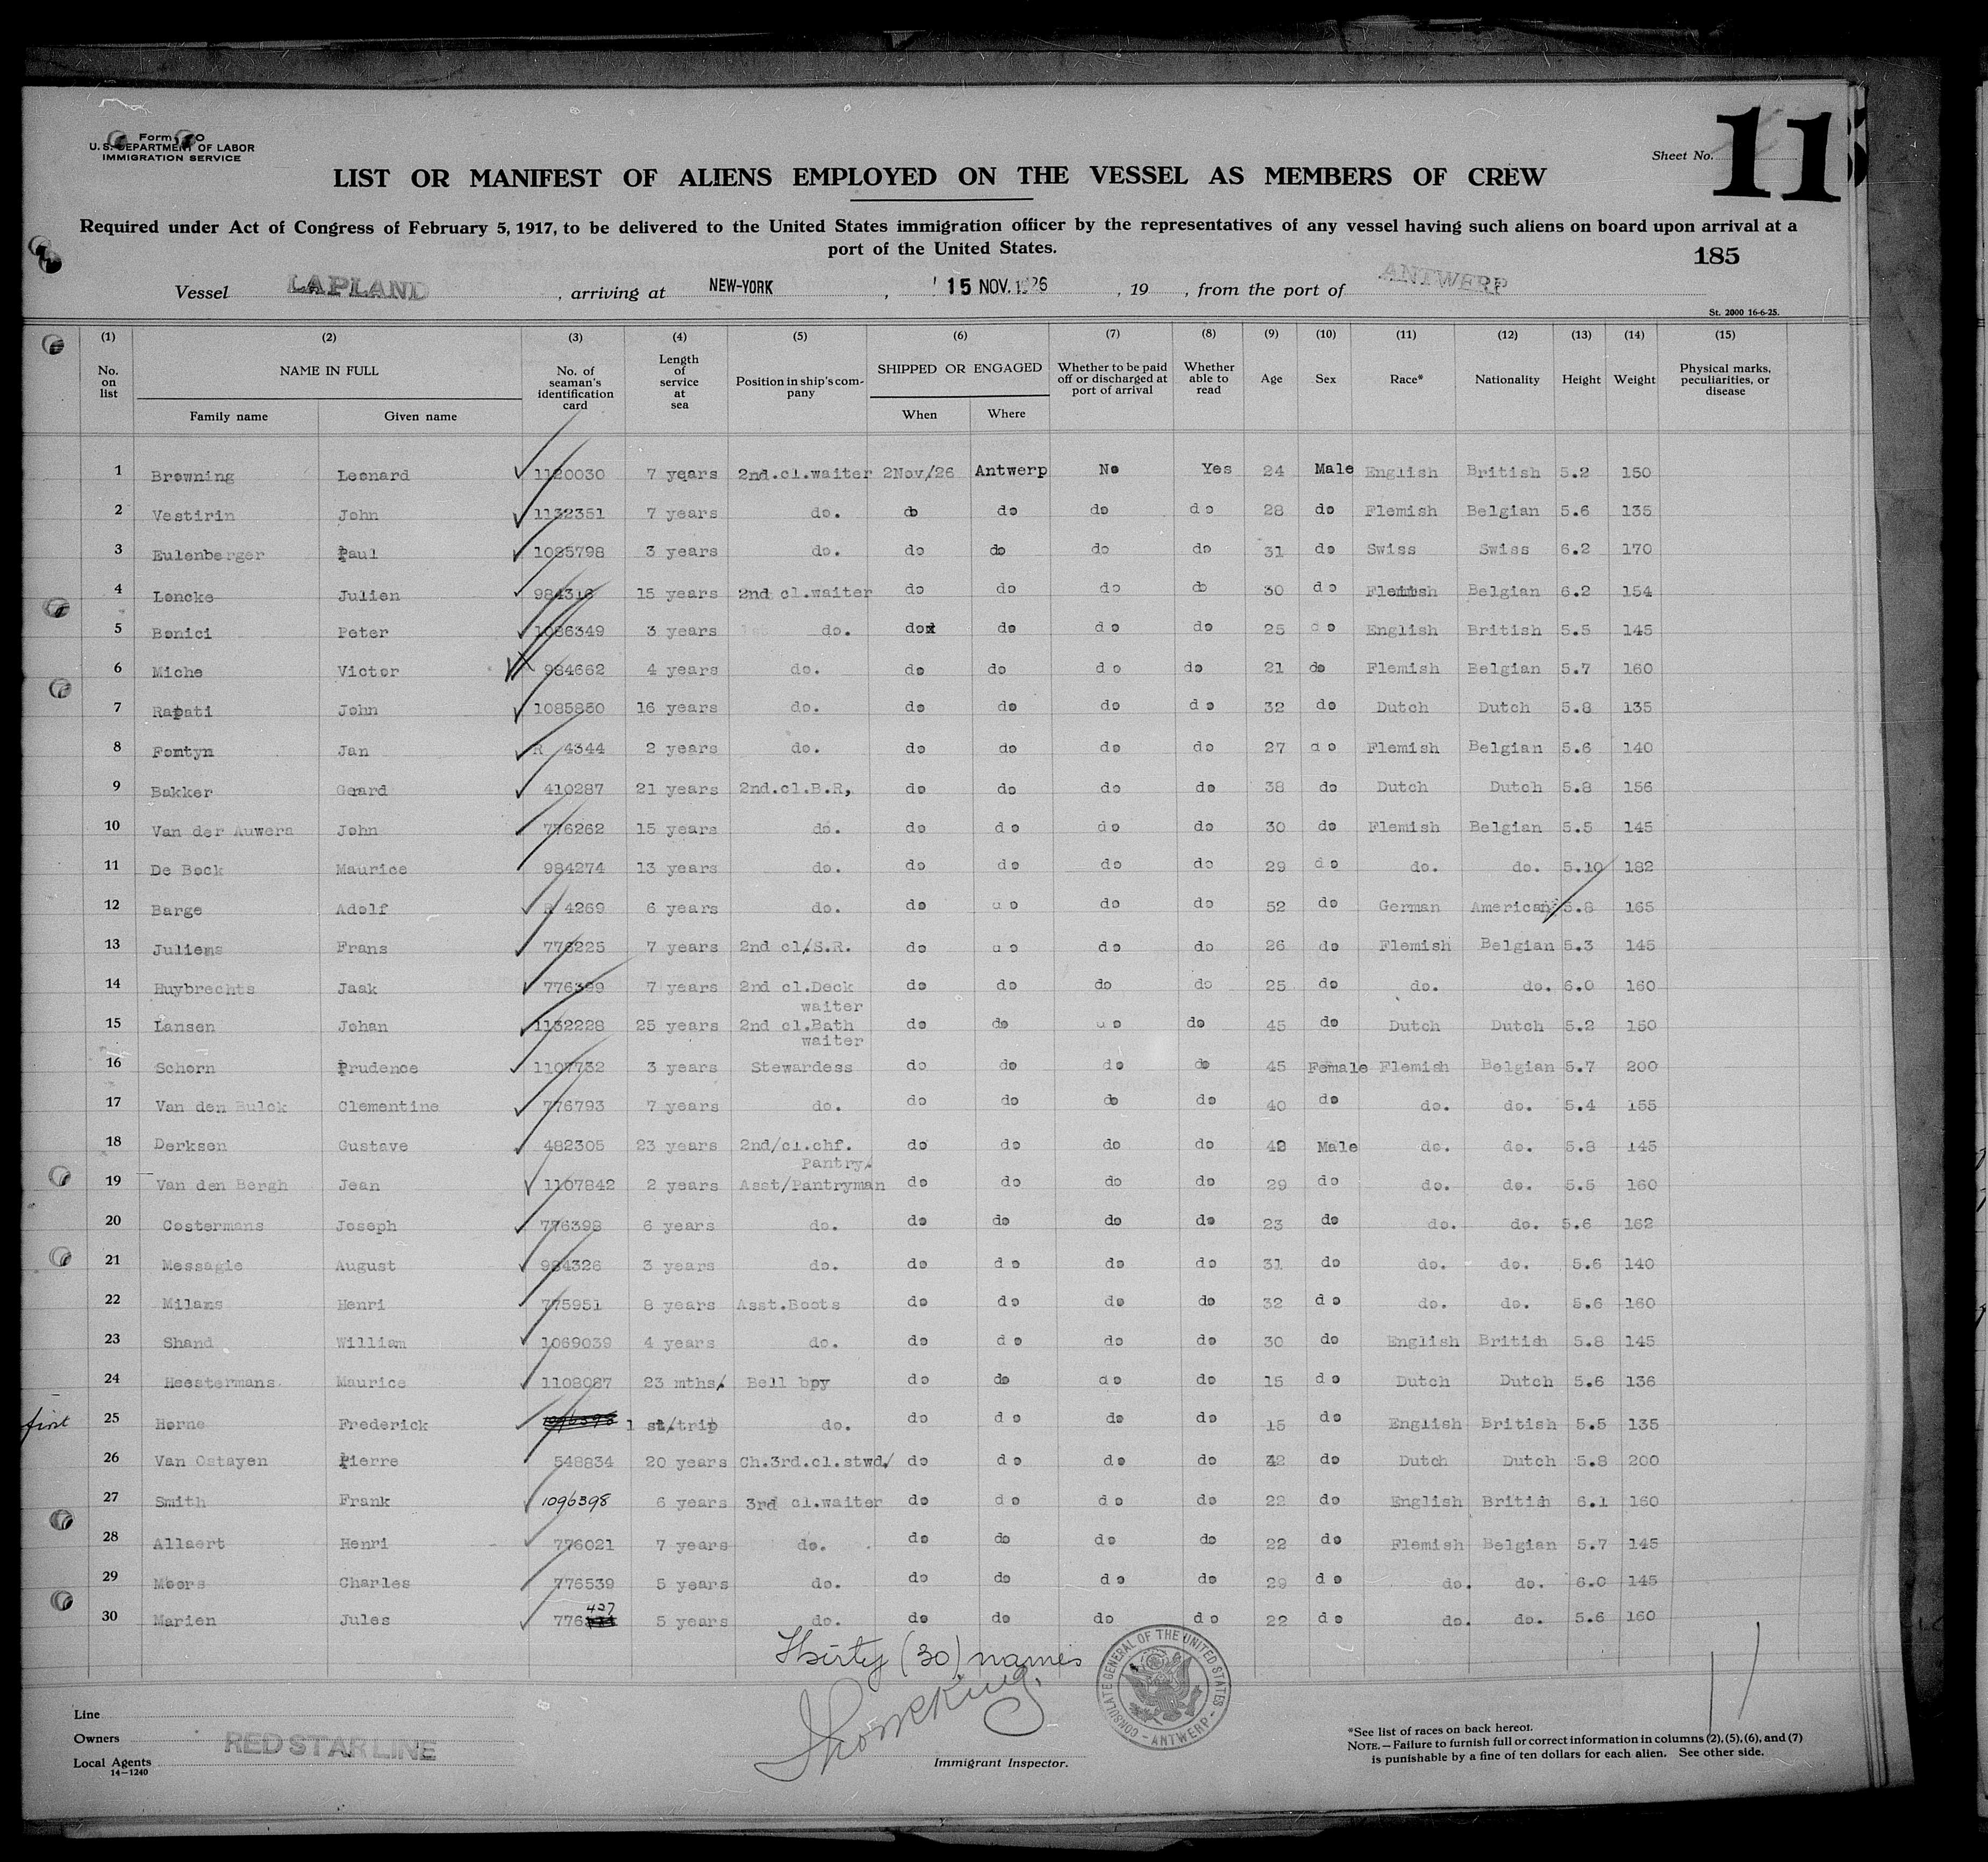 Form 680
U. S. DEPARTMENT OF LABOR
IMMIGRATION SERVICE
Sheet No. 11
LIST OR MANIFEST OF ALIENS EMPLOYED ON THE VESSEL AS MEMBERS OF CREW
Required under Act of Congress of February 5, 1917, to be delivered to the United States immigration officer by the representatives of any vessel having such aliens on board upon arrival at a
port of the United States.
185
Vessel LAPLAND , arriving at NEW-YORK , 15 NOV. 1926 , 19 , from the port of ANTWERP
St. 2000 16-6-25.
(1) (2) (3) (4) (5) (6) (7) (8) (9) (10) (11) (12) (13) (14) (15)
No. on list NAME IN FULL Family name Given name No. of seaman's identification card Length of service at sea Position in ship's company SHIPPED OR ENGAGED When Where Whether to be paid off or discharged at port of arrival Whether able to read Age Sex Race* Nationality Height Weight Physical marks, peculiarities, or disease
1 Browning Leonard 1120030 7 years 2nd.cl.waiter 2Nov/26 Antwerp No Yes 24 Male English British 5.2 150
2 Vestirin John 1132351 7 years do. do do do do 28 do Flemish Belgian 5.6 135
3 Eulenberger Paul 1085798 3 years do. do do do do 31 do Swiss Swiss 6.2 170
4 Loncke Julien 984316 15 years 2nd cl.waiter do do do do 30 do Flemish Belgian 6.2 154
5 Bonici Peter 1086349 3 years do. do do do do 25 do English British 5.5 145
6 Miche Victor 984662 4 years do. do do do do 21 do Flemish Belgian 5.7 160
7 Rapati John 1085850 16 years do. do do do do 32 do Dutch Dutch 5.8 135
8 Fontyn Jan R 4344 2 years do. do do do do 27 do Flemish Belgian 5.6 140
9 Bakker Gerard 410287 21 years 2nd.cl.B.R, do do do do 38 do Dutch Dutch 5.8 156
10 Van der Auwera John 776262 15 years do. do do do do 30 do Flemish Belgian 5.5 145
11 De Bock Maurice 984274 13 years do. do do do do 29 do do. do. 5.10 182
12 Barge Adolf R 4269 6 years do. do do do do 52 do German American 5.8 165
13 Juliens Frans 776225 7 years 2nd cl/S.R. do do do do 26 do Flemish Belgian 5.3 145
14 Huybrechts Jaak 776399 7 years 2nd cl.Deck waiter do do do do 25 do do. do. 6.0 160
15 Lansen Johan 1132228 25 years 2nd cl.Bath waiter do do do do 45 do Dutch Dutch 5.2 150
16 Schorn Prudence 1107732 3 years Stewardess do do do do 45 Female Flemish Belgian 5.7 200
17 Van den Bulck Clementine 776793 7 years do. do do do do 40 do do. do. 5.4 155
18 Derksen Gustave 482305 23 years 2nd/cl.chf. Pantry/ do do do do 42 Male do. do. 5.8 145
19 Van den Bergh Jean 1107842 2 years Asst/Pantryman do do do do 29 do do. do. 5.5 160
20 Costermans Joseph 776398 6 years do. do do do do 23 do do. do. 5.6 162
21 Messagie August 984326 3 years do. do do do do 31 do do. do. 5.6 140
22 Milams Henri 775951 8 years Asst.Boots do do do do 32 do do. do. 5.6 160
23 Shand William 1069039 4 years do. do do do do 30 do English British 5.8 145
24 Heestermans Maurice 1108087 23 mths/. Bell bpy do do do do 15 do Dutch Dutch 5.6 136
first 25 Horne Frederick 1096398 1 st/trip do. do do do do 15 do English British 5.5 135
26 Van Ostayen Pierre 548834 20 years Ch.3rd.cl.stwd/ do do do do 32 do Dutch Dutch 5.8 200
27 Smith Frank 1096398 6 years 3rd cl.waiter do do do do 22 do English British 6.1 160
28 Allaert Henri 776021 7 years do. do do do do 22 do Flemish Belgian 5.7 145
29 Moors Charles 776539 5 years do. do do do do 29 do do. do. 6.0 145
30 Marien Jules 776427 5 years do. do do do do 22 do do. do. 5.6 160
Thirty (30) names
CONSULATE GENERAL OF THE UNITED STATES - ANTWERP -
Line
Owners RED STAR LINE
Local Agents
14—1240
Immigrant Inspector.
*See list of races on back hereof.
NOTE.—Failure to furnish full or correct information in columns (2), (5), (6), and (7)
is punishable by a fine of ten dollars for each alien. See other side.